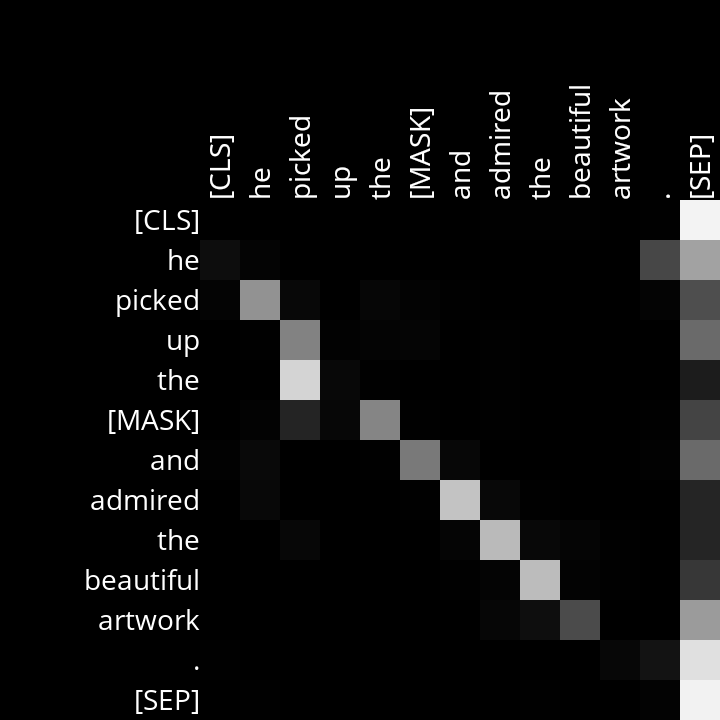 [CLS]
he
picked
up
the
[MASK]
and
admired
the
beautiful
artwork
.
[SEP]
[CLS]
he
picked
up
the
[MASK]
and
admired
the
beautiful
artwork
.
[SEP]